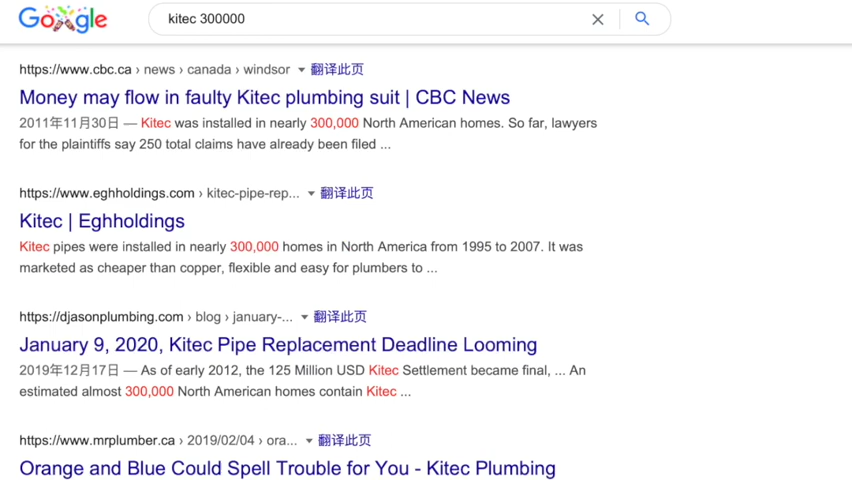 Google
kitec 300000
https://www.cbc.ca › news › canada › windsor 翻译此页
Money may flow in faulty Kitec plumbing suit | CBC News
2011年11月30日 — Kitec was installed in nearly 300,000 North American homes. So far, lawyers
for the plaintiffs say 250 total claims have already been filed ...
https://www.eghholdings.com › kitec-pipe-rep... 翻译此页
Kitec | Eghholdings
Kitec pipes were installed in nearly 300,000 homes in North America from 1995 to 2007. It was
marketed as cheaper than copper, flexible and easy for plumbers to ...
https://djasonplumbing.com › blog › january-... 翻译此页
January 9, 2020, Kitec Pipe Replacement Deadline Looming
2019年12月17日 — As of early 2012, the 125 Million USD Kitec Settlement became final, ... An
estimated almost 300,000 North American homes contain Kitec ...
https://www.mrplumber.ca › 2019/02/04 › ora... 翻译此页
Orange and Blue Could Spell Trouble for You - Kitec Plumbing